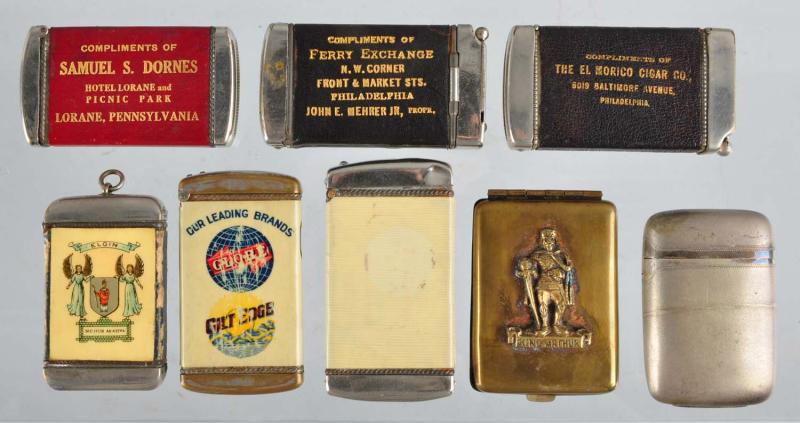 COMPLIMENTS OF
SAMUEL S. DORNES
HOTEL LORANE and
PICNIC PARK
LORANE, PENNSYLVANIA
COMPLIMENTS OF
FERRY EXCHANGE
N.W. CORNER
FRONT & MARKET STS.
PHILADELPHIA
JOHN E. MEHRER JR, PROPR.
COMPLIMENTS OF
THE EL MORICO CIGAR CO.,
6019 BALTIMORE AVENUE,
PHILADELPHIA.
ELGIN
OUR LEADING BRANDS
GLOBE
GILT EDGE
KING ARTHUR